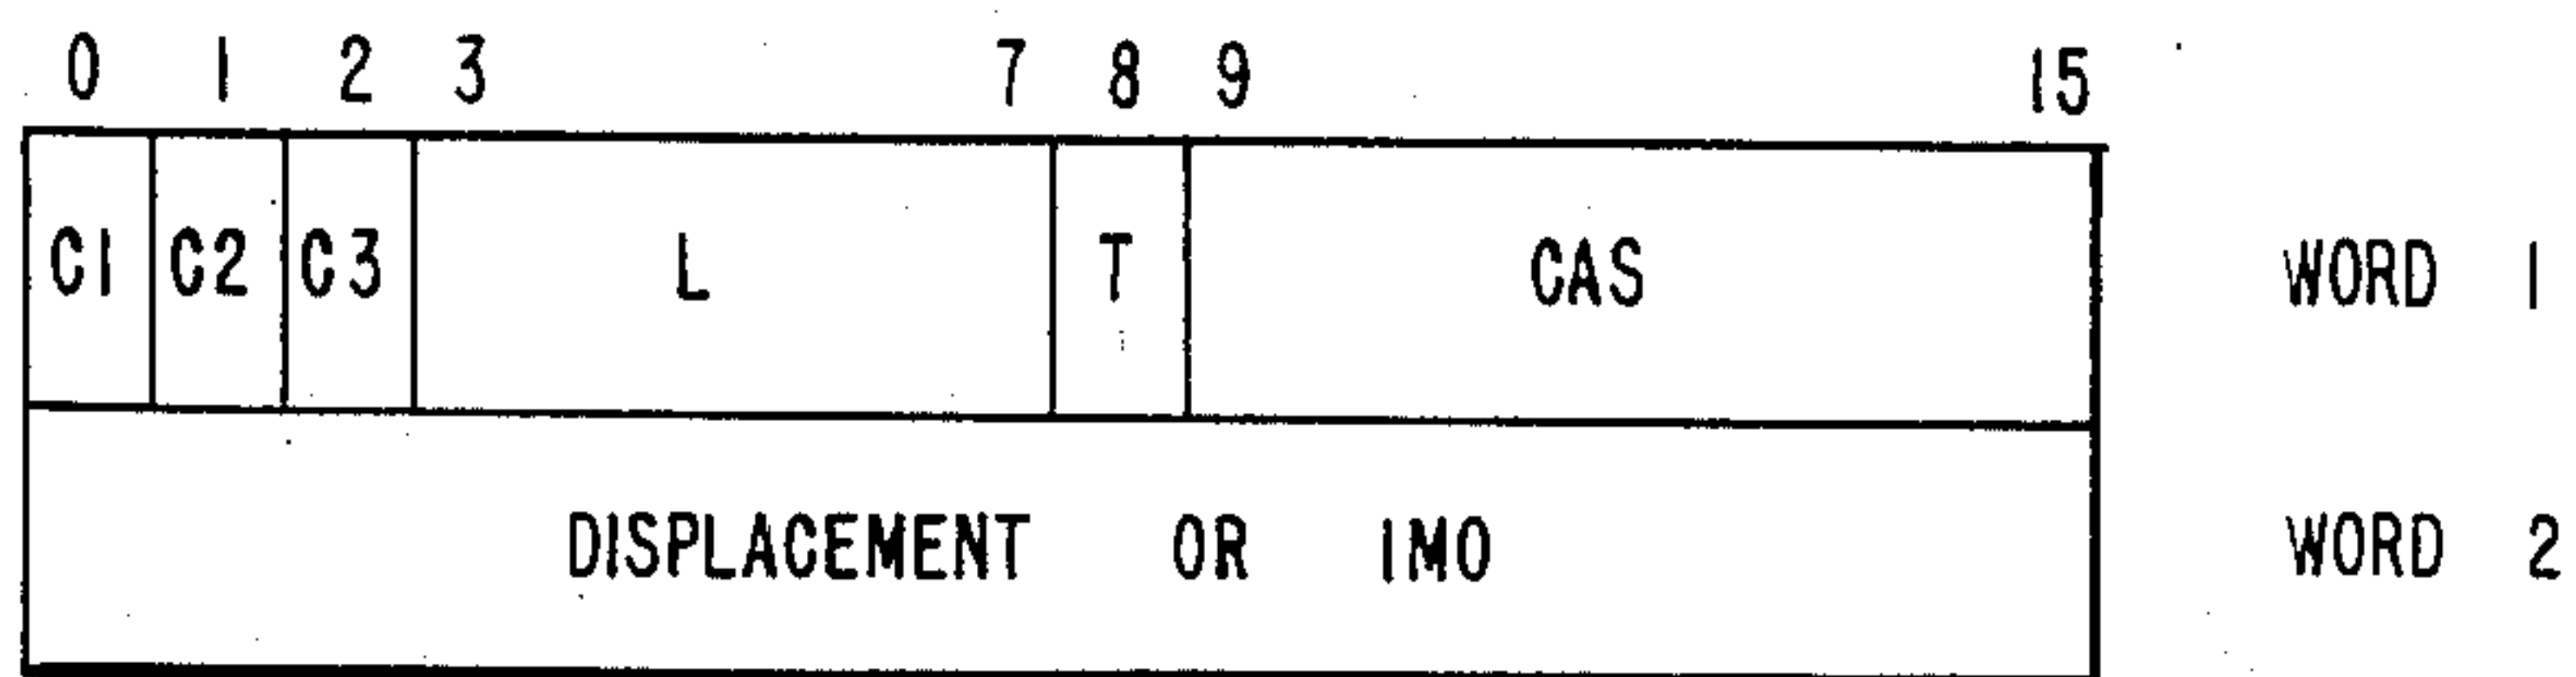 0 1 2 3 7 8 9 15
C1 C2 C3 L T CAS WORD 1
DISPLACEMENT OR IMO WORD 2